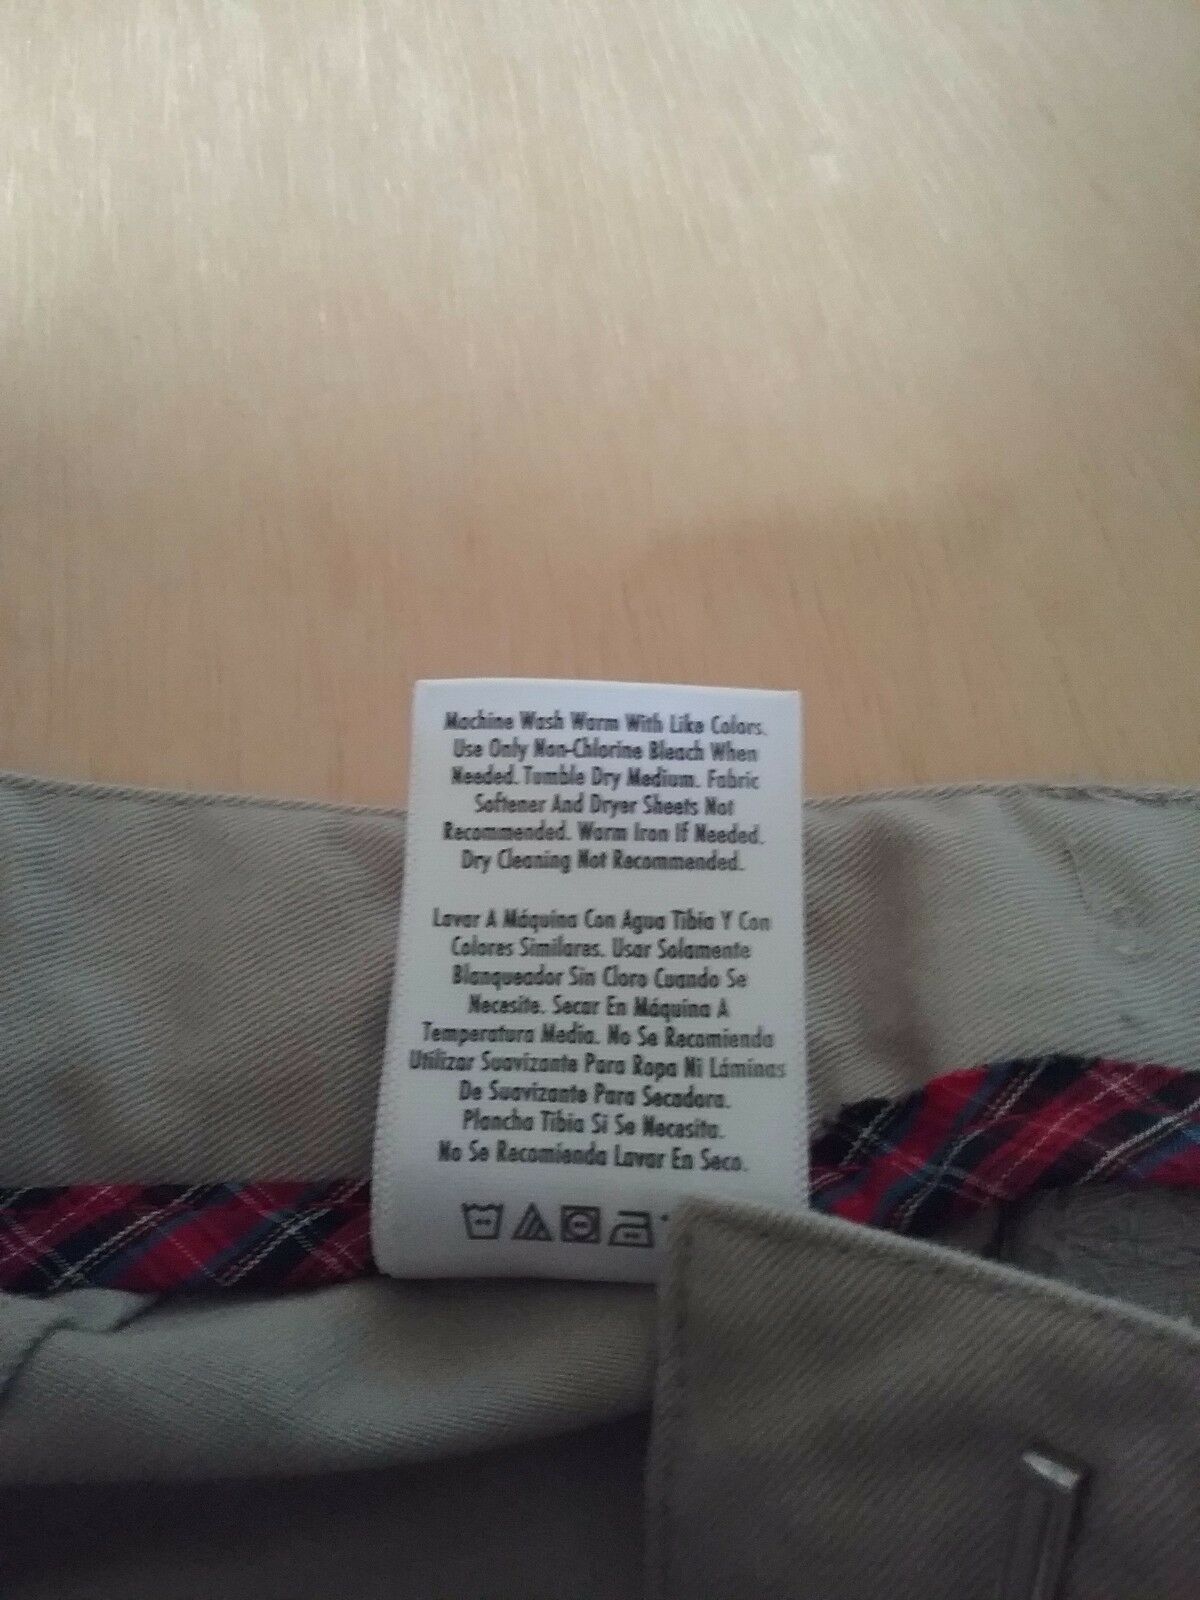 Machine Wash Warm With Like Colors.
Use Only Non-Chlorine Bleach When
Needed. Tumble Dry Medium. Fabric
Softener And Dryer Sheets Not
Recommended. Warm Iron If Needed.
Dry Cleaning Not Recommended.
Lavar A Máquina Con Agua Tibia Y Con
Colores Similares. Usar Solamente
Blanqueador Sin Cloro Cuando Se
Necesite. Secar En Máquina A
Temperatura Media. No Se Recomienda
Utilizar Suavizante Para Ropa Ni Láminas
De Suavizante Para Secadora.
Plancha Tibia Si Se Necesita.
No Se Recomienda Lavar En Seco.